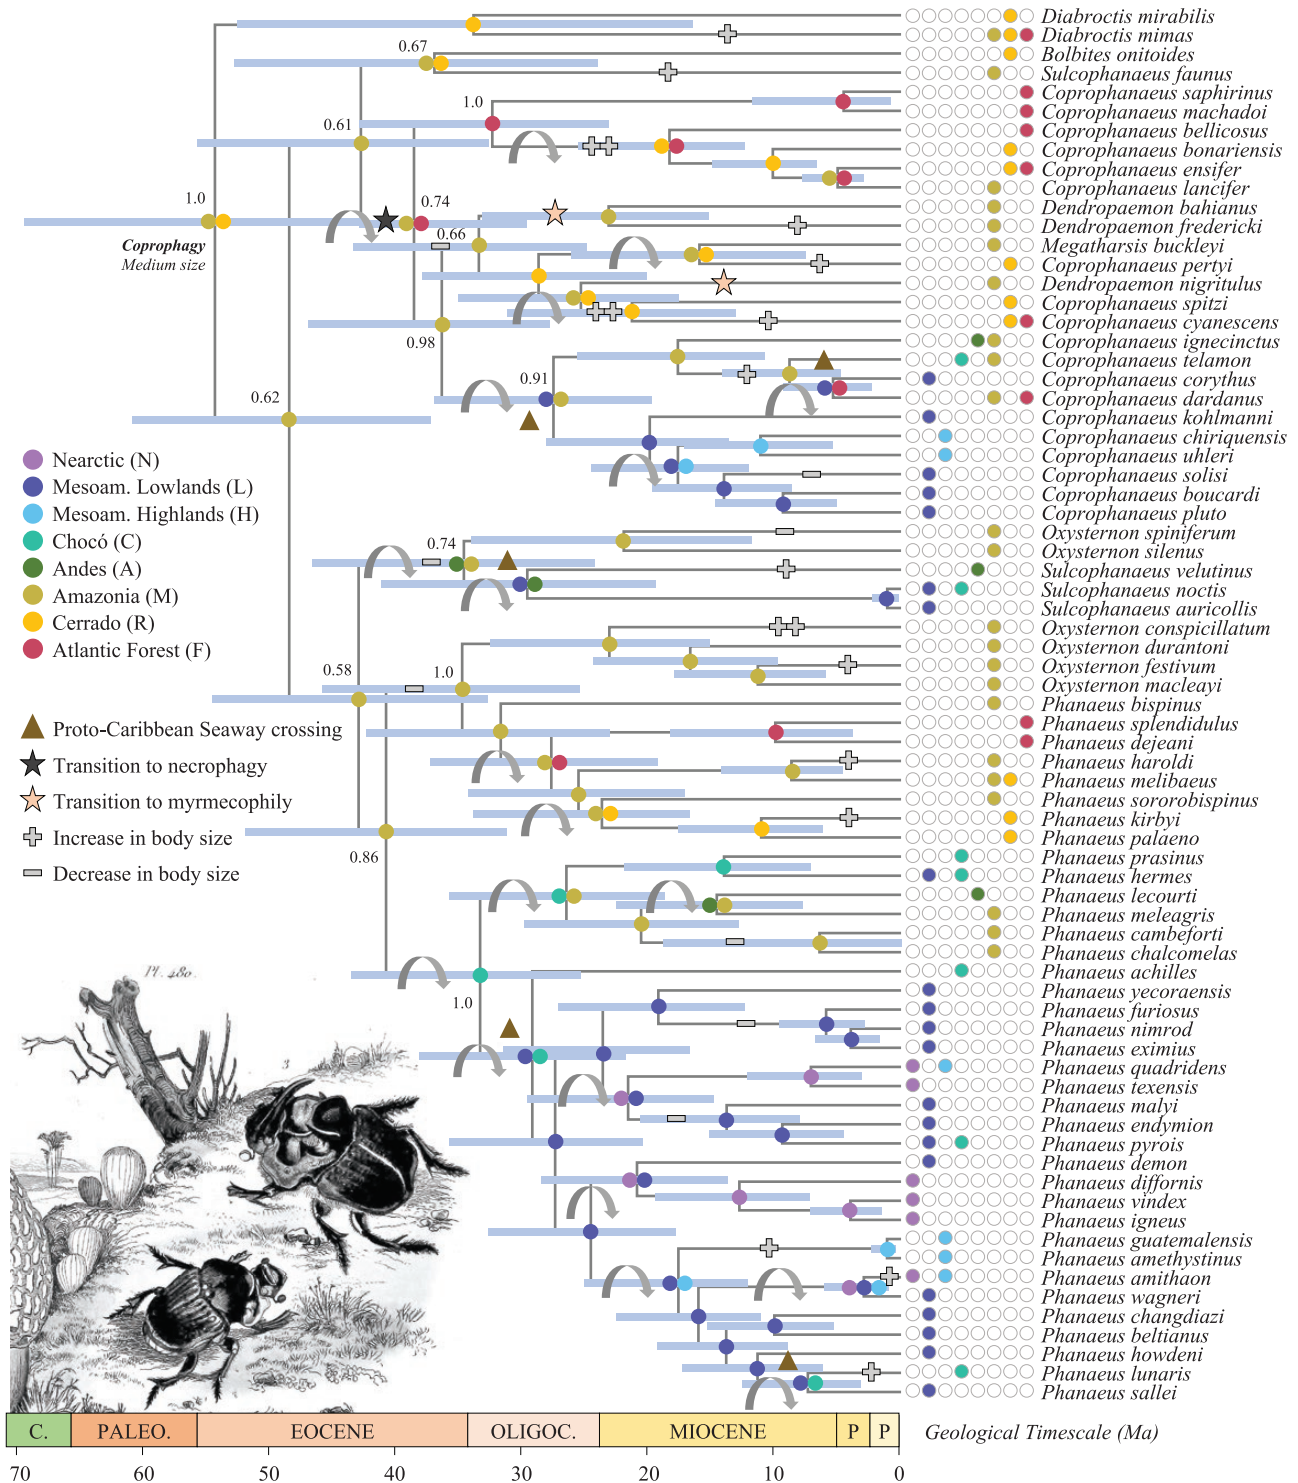 Diabroctis mirabilis
Diabroctis mimas
0.67
Bolbites onitoides
Sulcophanaeus faunus
1.0
Coprophanaeus saphirinus
Coprophanaeus machadoi
0.61
Coprophanaeus bellicosus
Coprophanaeus bonariensis
Coprophanaeus ensifer
Coprophanaeus lancifer
1.0
0.74
Dendropaemon bahianus
Dendropaemon fredericki
0.66
Coprophagy
Medium size
Megatharsis buckleyi
Coprophanaeus pertyi
Dendropaemon nigritulus
Coprophanaeus spitzi
Coprophanaeus cyanescens
0.98
Coprophanaeus ignecinctus
Coprophanaeus telamon
0.91
Coprophanaeus corythus
0.62
Coprophanaeus dardanus
Coprophanaeus kohlmanni
Coprophanaeus chiriquensis
Coprophanaeus uhleri
Coprophanaeus solisi
Coprophanaeus boucardi
Coprophanaeus pluto
Nearctic (N)
Mesoam. Lowlands (L)
Mesoam. Highlands (H)
Chocó (C)
Andes (A)
Amazonia (M)
Cerrado (R)
Atlantic Forest (F)
Oxysternon spiniferum
0.74
Oxysternon silenus
Sulcophanaeus velutinus
Sulcophanaeus noctis
Sulcophanaeus auricollis
Oxysternon conspicillatum
Oxysternon durantoni
0.58
1.0
Oxysternon festivum
Oxysternon macleayi
Phanaeus bispinus
Phanaeus splendidulus
Phanaeus dejeani
Proto-Caribbean Seaway crossing
Transition to necrophagy
Transition to myrmecophily
Increase in body size
Decrease in body size
Phanaeus haroldi
Phanaeus melibaeus
Phanaeus sororobispinus
Phanaeus kirbyi
Phanaeus palaeno
0.86
Phanaeus prasinus
Phanaeus hermes
Phanaeus lecourti
Phanaeus meleagris
Phanaeus cambeforti
Phanaeus chalcomelas
Phanaeus achilles
Pl. 480.
1.0
Phanaeus yecoraensis
Phanaeus furiosus
Phanaeus nimrod
Phanaeus eximius
3
Phanaeus quadridens
Phanaeus texensis
Phanaeus malyi
Phanaeus endymion
Phanaeus pyrois
Phanaeus demon
Phanaeus differnis
Phanaeus vindex
Phanaeus igneus
Phanaeus guatemalensis
Phanaeus amethystinus
Phanaeus amithaon
Phanaeus wagneri
Phanaeus changdiazi
Phanaeus beltianus
Phanaeus howdeni
Phanaeus lunaris
Phanaeus sallei
C. PALEO. EOCENE OLIGOC. MIOCENE P P
Geological Timescale (Ma)
70 60 50 40 30 20 10 0